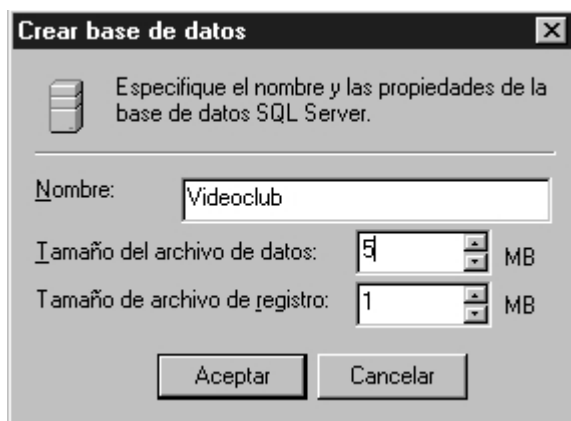 Crear base de datos
Especifique el nombre y las propiedades de la
base de datos SQL Server.
Nombre: Videoclub
Tamaño del archivo de datos: 5 MB
Tamaño de archivo de registro: 1 MB
Aceptar Cancelar